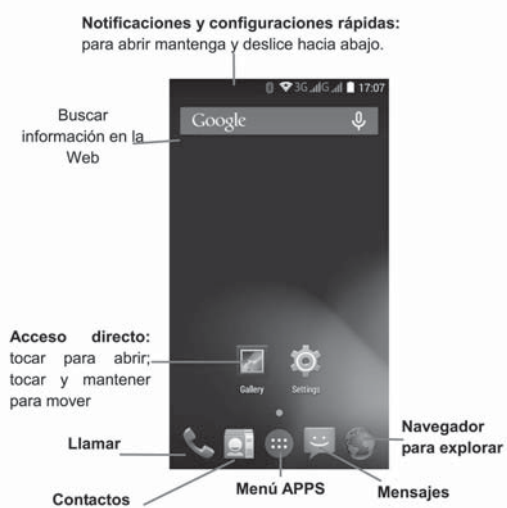 Notificaciones y configuraciones rápidas:
para abrir mantenga y deslice hacia abajo.
3G G 17:07
Buscar
información en la
Web
Google
Acceso directo:
tocar para abrir;
tocar y mantener
para mover
Gallery Settings
Llamar
Navegador
para explorar
Contactos
Menú APPS
Mensajes